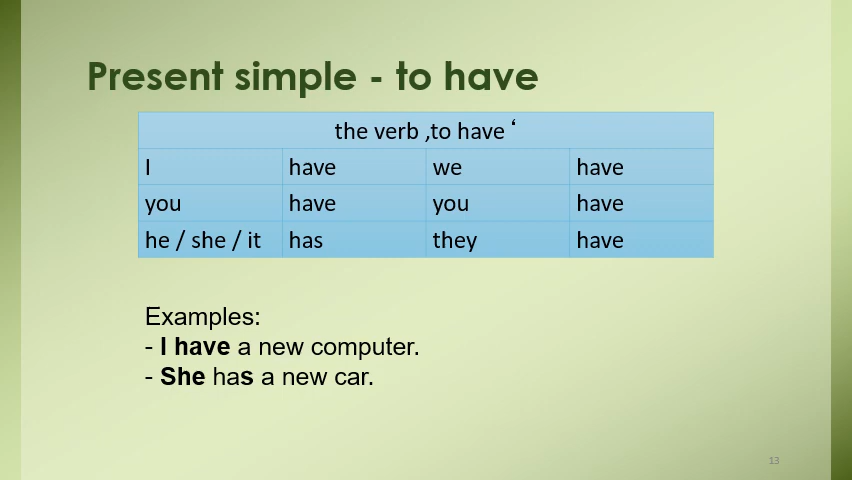 Present simple - to have
the verb ‚to have ‘
I have we have
you have you have
he / she / it has they have
Examples:
- I have a new computer.
- She has a new car.
13